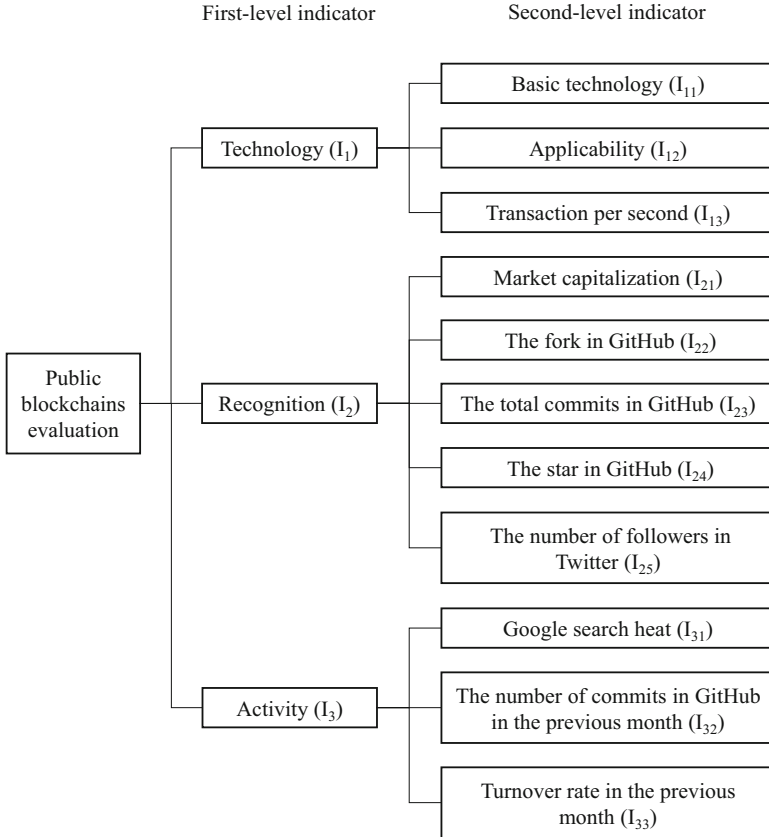 First-level indicator
Second-level indicator
Basic technology (I₁₁)
Technology (I₁)
Applicability (I₁₂)
Transaction per second (I₁₃)
Market capitalization (I₂₁)
The fork in GitHub (I₂₂)
Public
blockchains
evaluation
Recognition (I₂)
The total commits in GitHub (I₂₃)
The star in GitHub (I₂₄)
The number of followers in
Twitter (I₂₅)
Google search heat (I₃₁)
Activity (I₃)
The number of commits in GitHub
in the previous month (I₃₂)
Turnover rate in the previous
month (I₃₃)